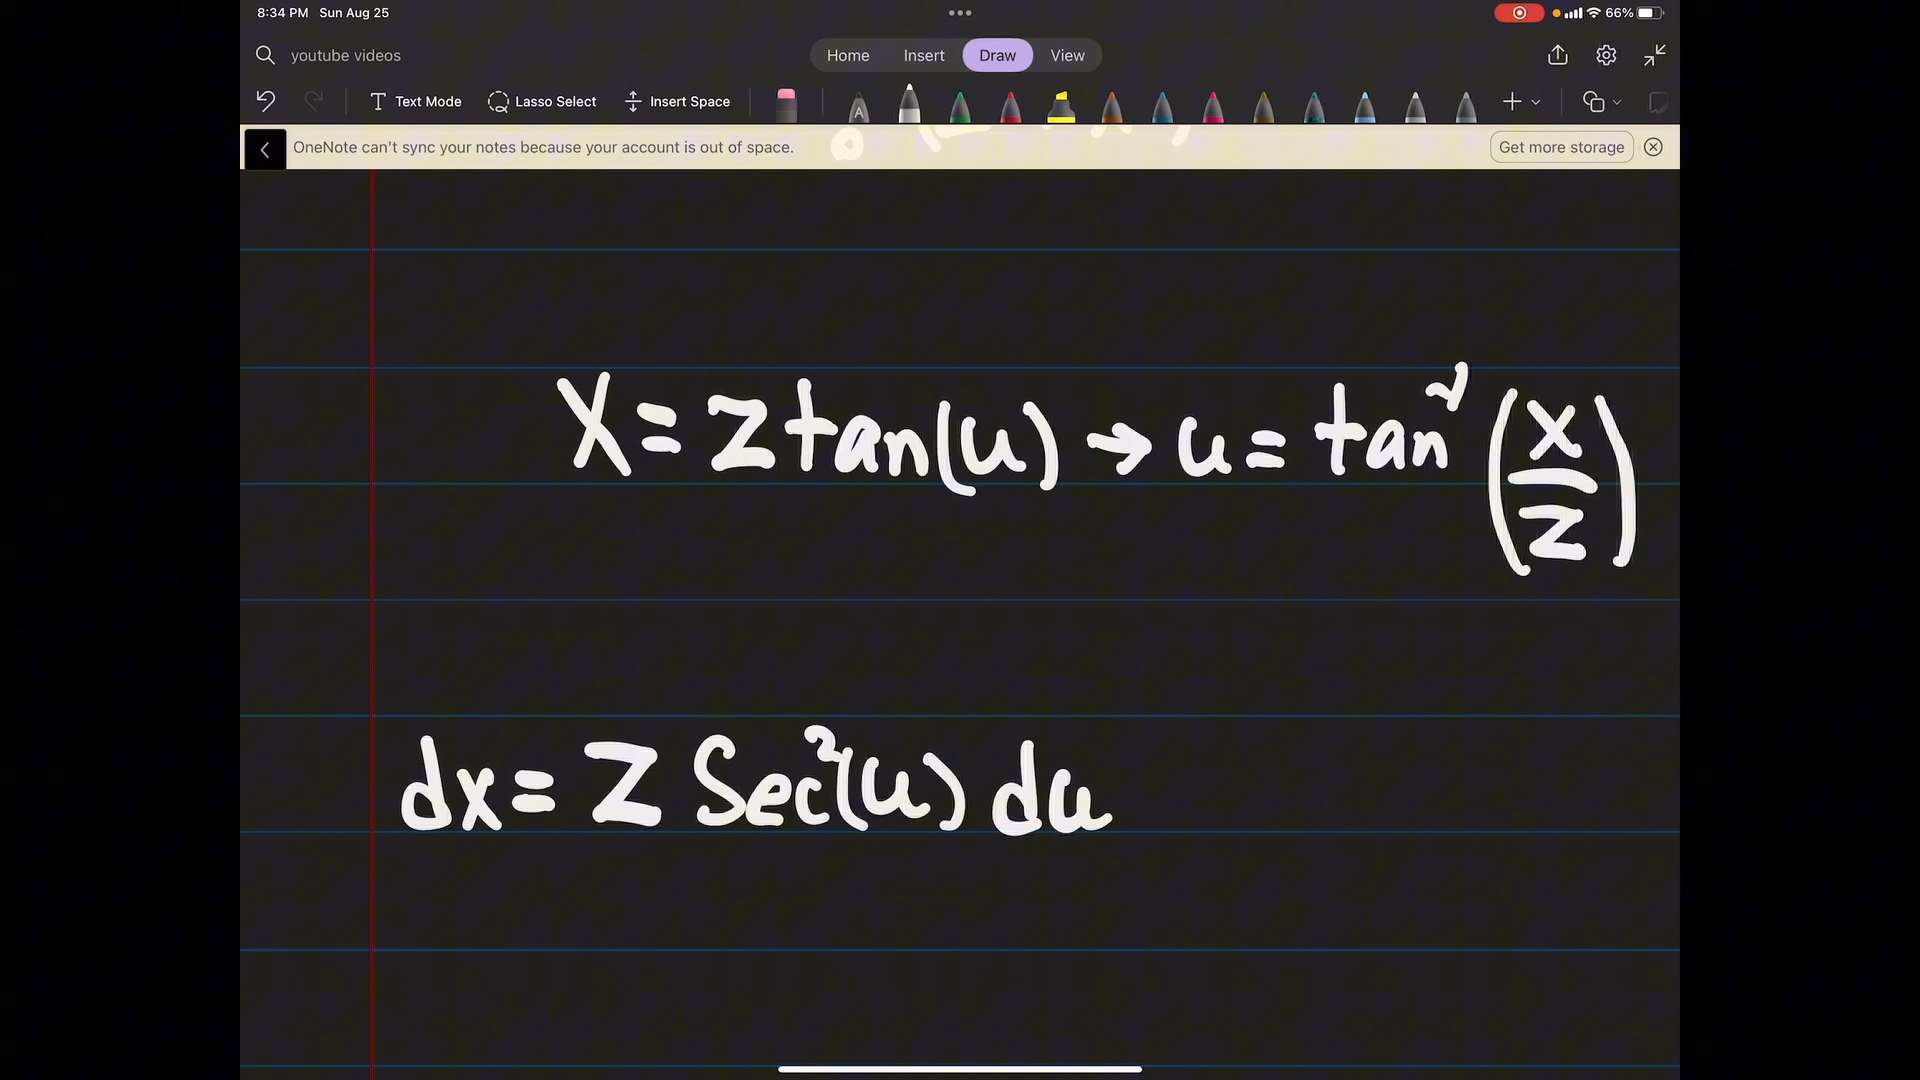 8:34 PM Sun Aug 25
66%
youtube videos
Home Insert Draw View
Text Mode Lasso Select Insert Space
A
OneNote can't sync your notes because your account is out of space. Get more storage
X = z tan(u) → u = tan⁻¹(x/z)
dx = z Sec²(u) du